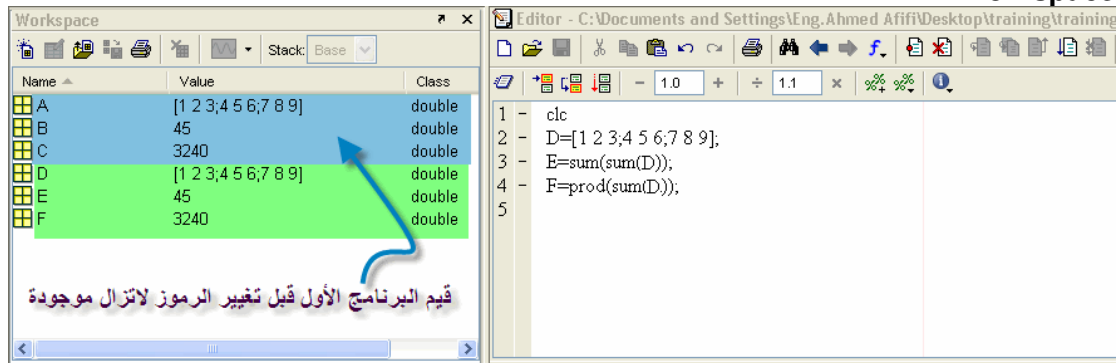 Workspace
Stack: Base
Name Value Class
A [1 2 3;4 5 6;7 8 9] double
B 45 double
C 3240 double
D [1 2 3;4 5 6;7 8 9] double
E 45 double
F 3240 double
قيم البرنامج الأول قبل تغيير الرموز لاتزال موجودة
Editor - C:\Documents and Settings\Eng.Ahmed Afifi\Desktop\training\training
- 1.0 + ÷ 1.1 ×
1 - clc
2 - D=[1 2 3;4 5 6;7 8 9];
3 - E=sum(sum(D));
4 - F=prod(sum(D));
5